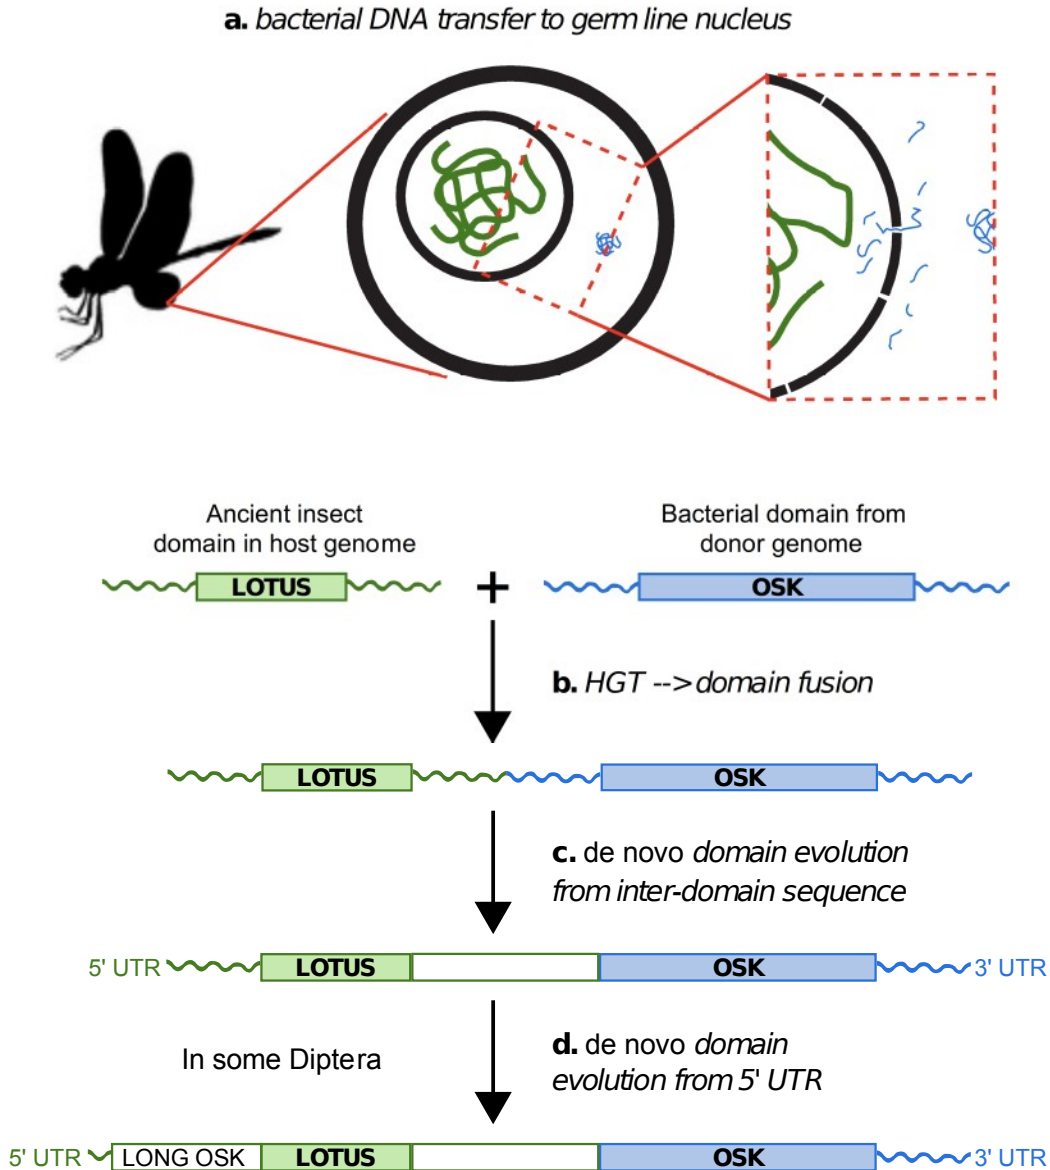 a. bacterial DNA transfer to germ line nucleus
Ancient insect
domain in host genome
Bacterial domain from
donor genome
LOTUS
+
OSK
b. HGT --> domain fusion
LOTUS
OSK
c. de novo domain evolution
from inter-domain sequence
5' UTR
LOTUS
OSK
3' UTR
In some Diptera
d. de novo domain
evolution from 5' UTR
5' UTR
LONG OSK
LOTUS
OSK
3' UTR